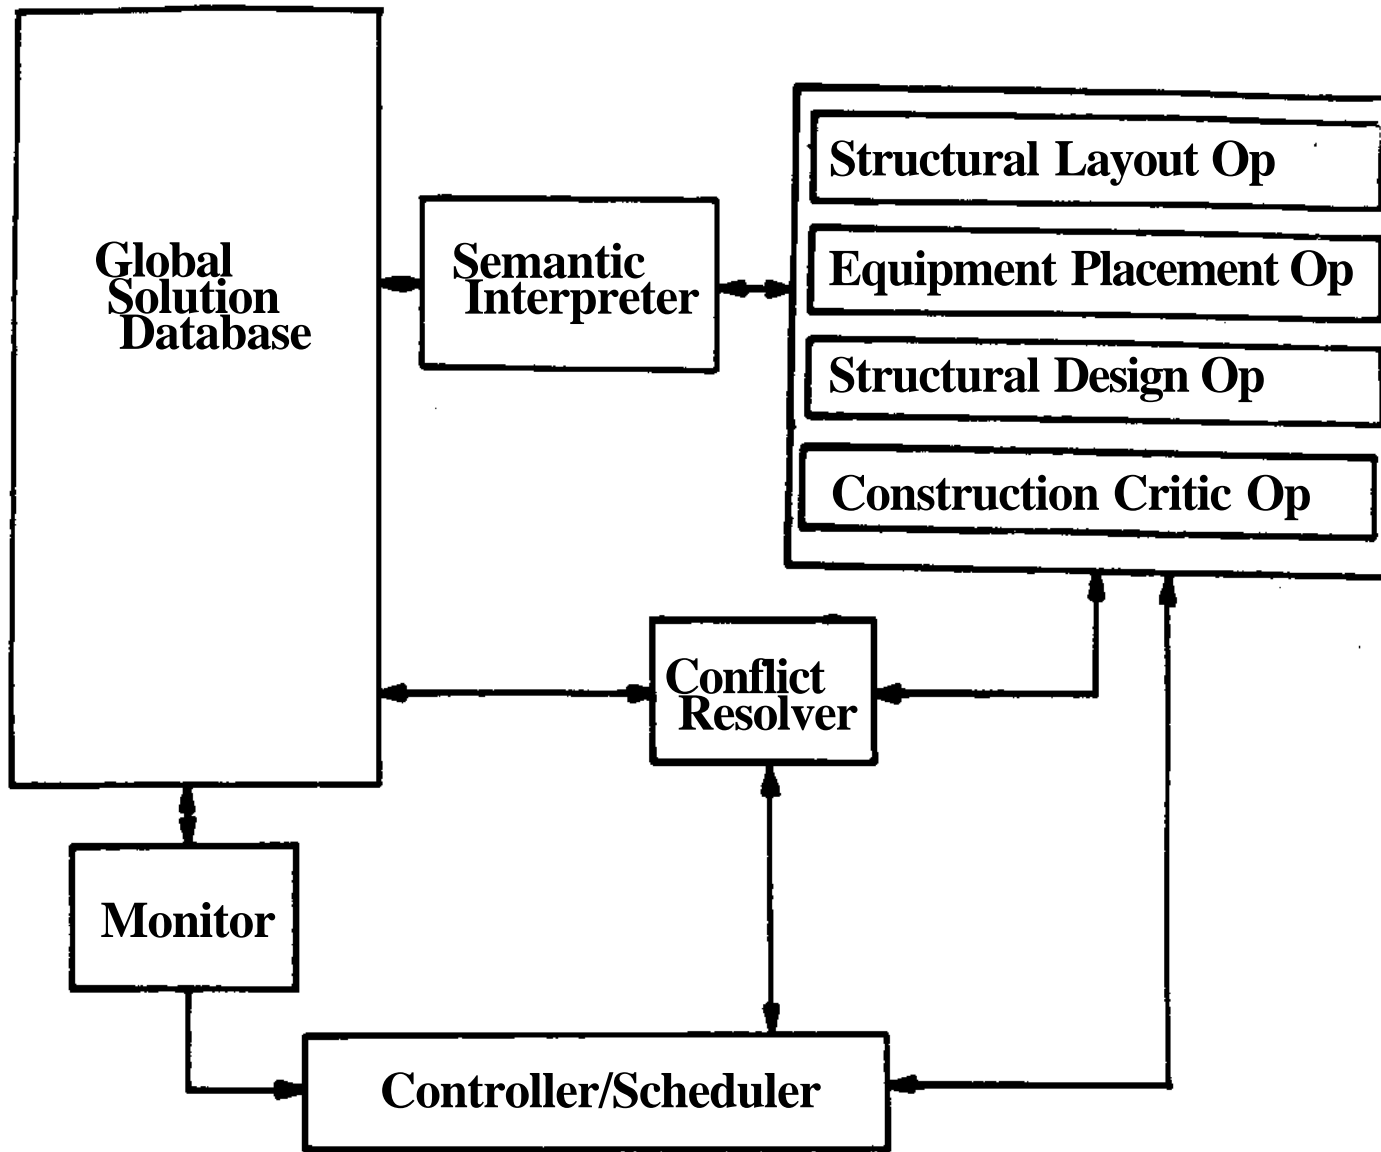 Structural Layout Op
Global
Solution
Database
Semantic
Interpreter
Equipment Placement Op
Structural Design Op
Construction Critic Op
Conflict
Resolver
Monitor
Controller/Scheduler